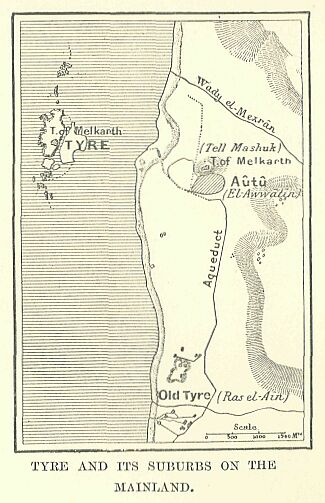 Wady el-Mezrân
T. of Melkarth
TYRE
(Tell Mashuk)
T. of Melkarth
Aûtû
(El-Awwatin)
Aqueduct
Old Tyre (Ras el-Ain)
Scale
0 500 1000 1500 Mtr
TYRE AND ITS SUBURBS ON THE
MAINLAND.